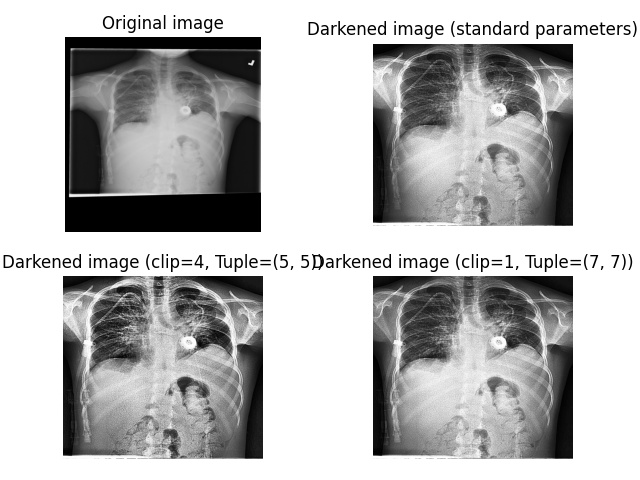 Original image
Darkened image (standard parameters)
Darkened image (clip=4, Tuple=(5, 5))
Darkened image (clip=1, Tuple=(7, 7))